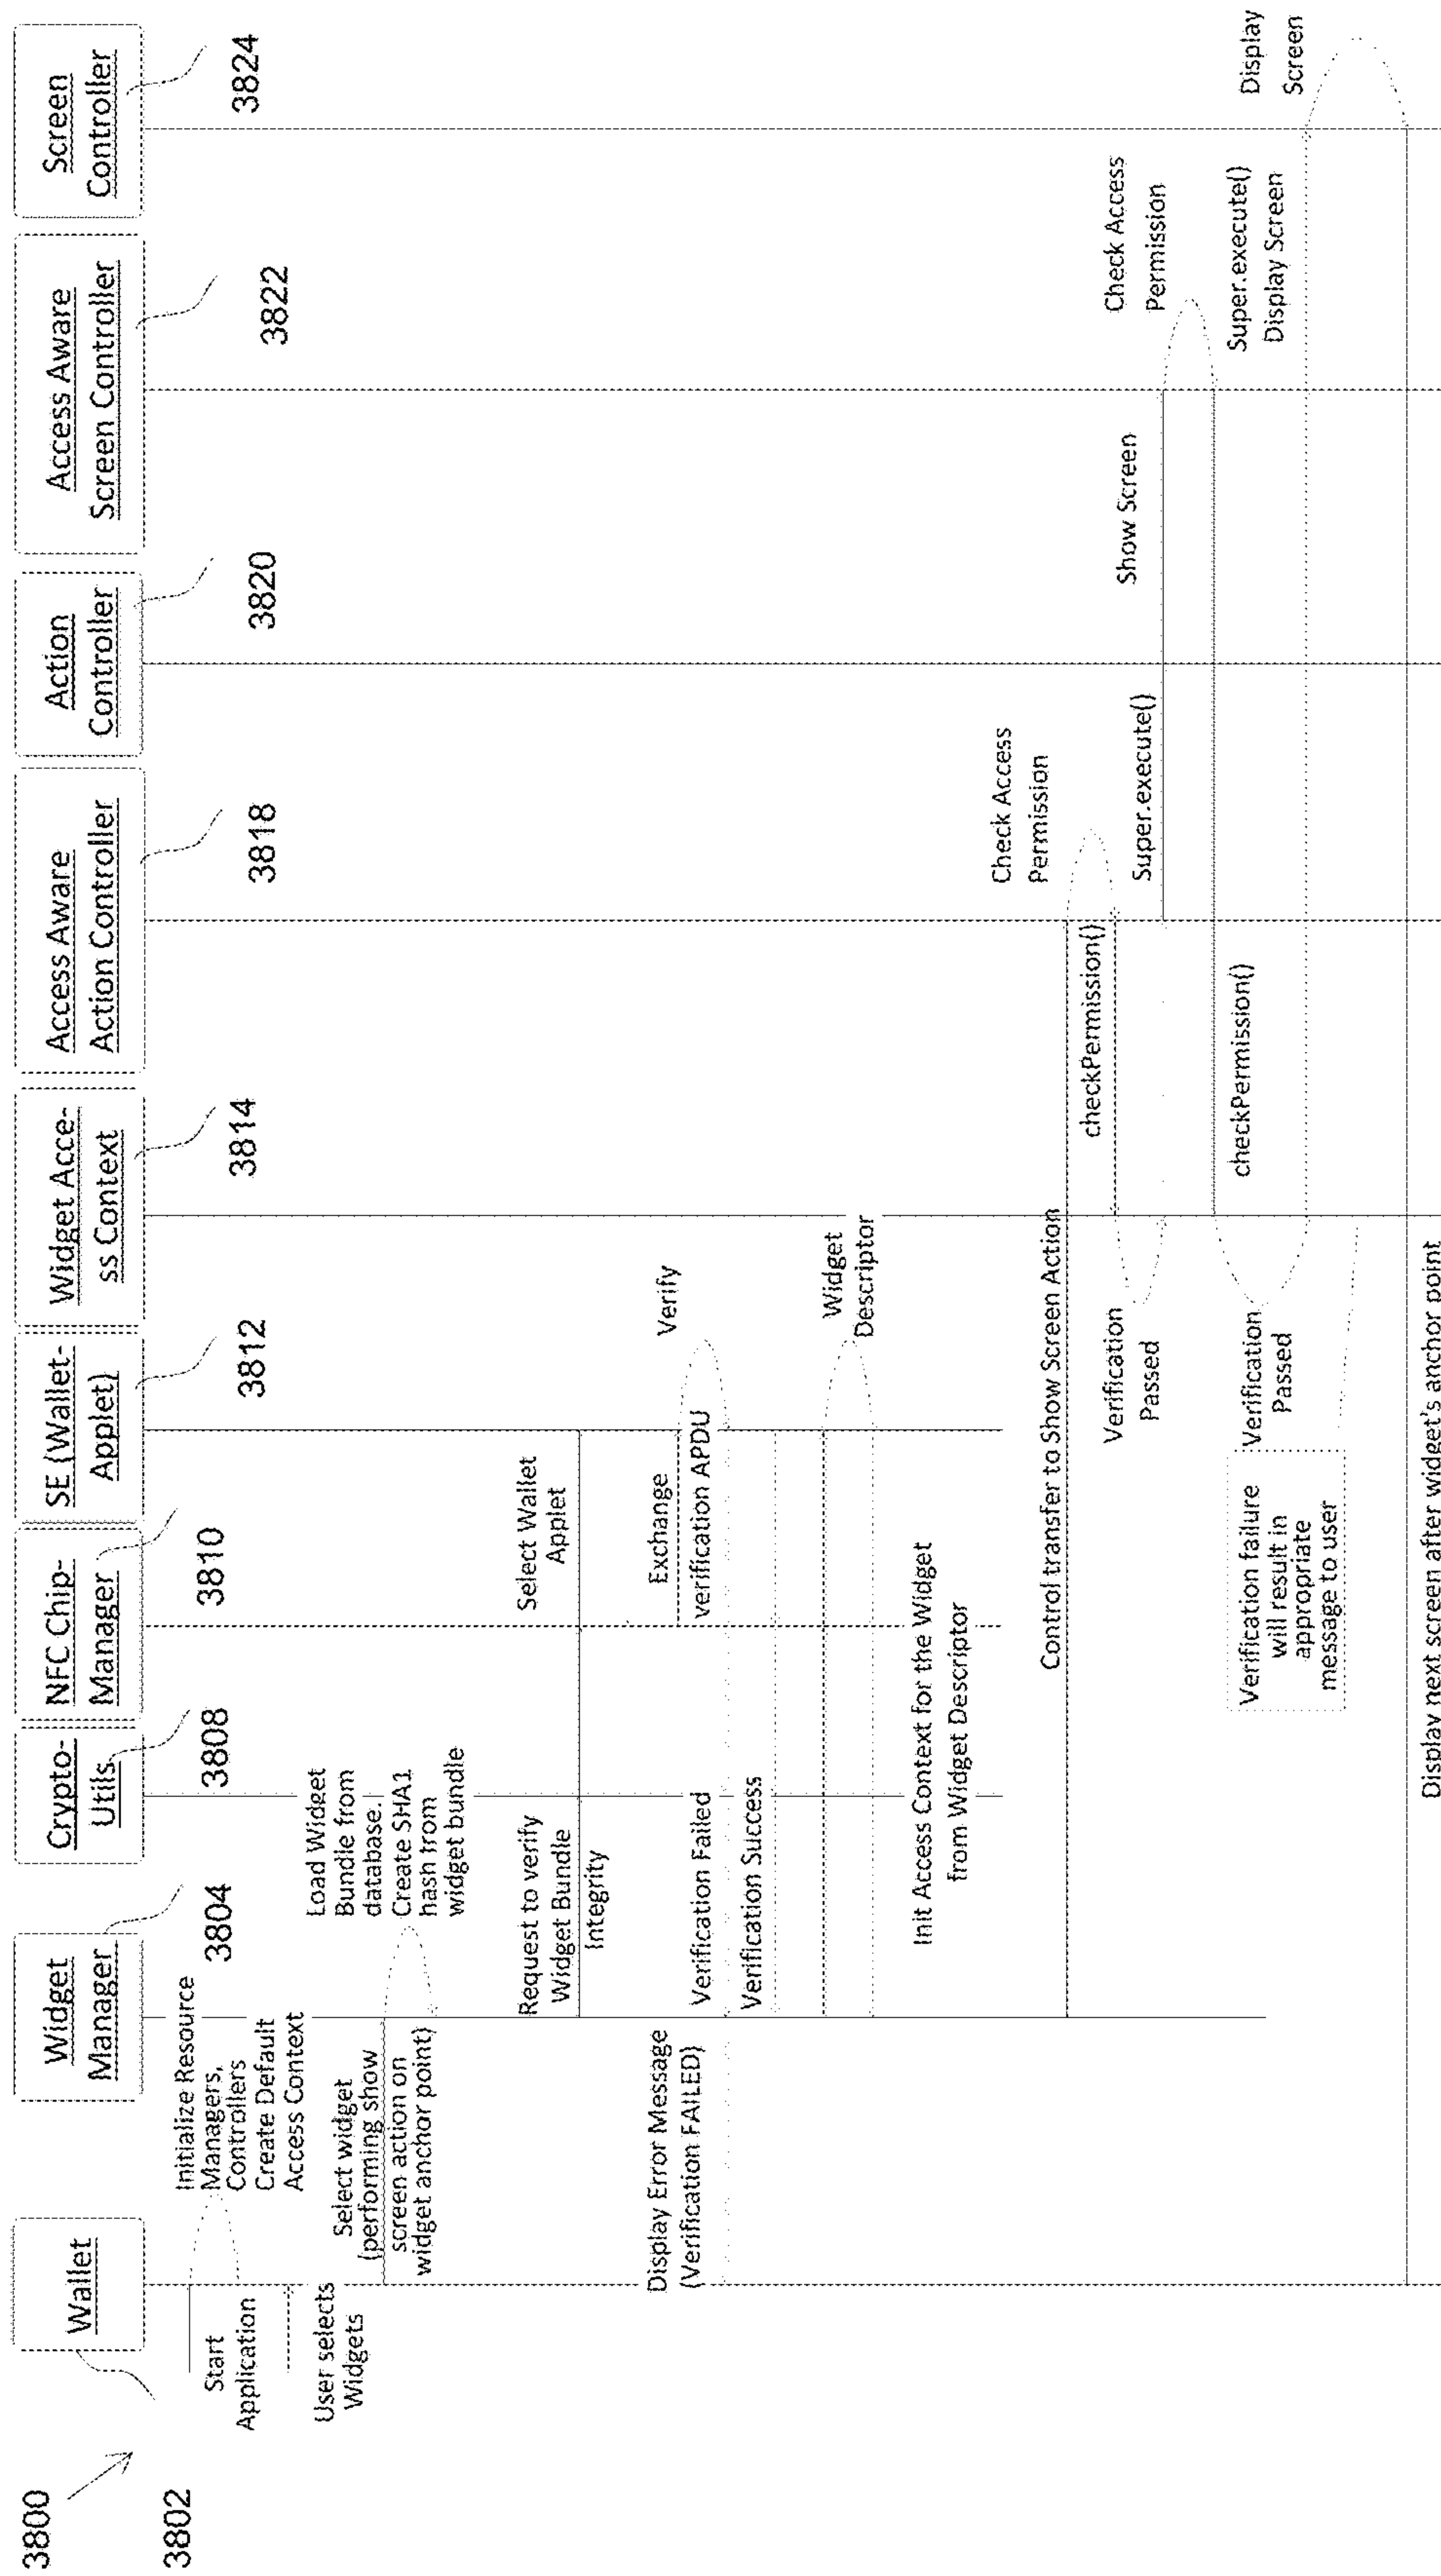 3800
3802
Wallet
Widget
Manager
3804
Crypto-
Utils
3808
NFC Chip-
Manager
3810
SE (Wallet-
Applet)
3812
Widget Acce-
ss Context
3814
Access Aware
Action Controller
3818
Action
Controller
3820
Access Aware
Screen Controller
3822
Screen
Controller
3824
Start
Application
Initialize Resource
Managers,
Controllers
Create Default
Access Context
User selects
Widgets
Select widget
(performing show
screen action on
widget anchor point)
Load Widget
Bundle from
database.
Create SHA1
hash from
widget bundle
Request to verify
Widget Bundle
Integrity
Select Wallet
Applet
Exchange
verification APDU
Verify
Display Error Message
(Verification FAILED)
Verification Failed
Verification Success
Widget
Descriptor
Init Access Context for the Widget
from Widget Descriptor
Control transfer to Show Screen Action
Check Access
Permission
checkPermission()
Verification
Passed
Super.execute()
Show Screen
Check Access
Permission
checkPermission()
Verification
Passed
Super.execute()
Display Screen
Display
Screen
Verification failure
will result in
appropriate
message to user
Display next screen after widget's anchor point